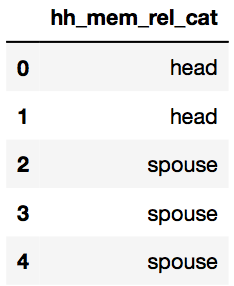 hh_mem_rel_cat
0 head
1 head
2 spouse
3 spouse
4 spouse